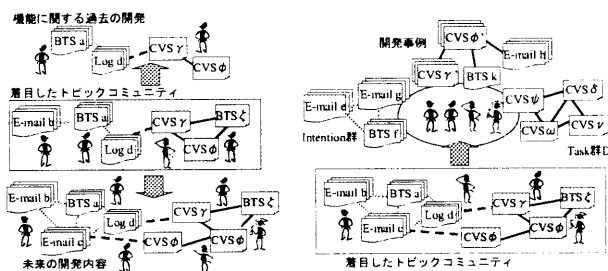 機能に関する過去の開発
BTS a
Log d
CVS γ
CVS ϕ
着目したトピックコミュニティ
E-mail b
BTS a
Log d
CVS γ
BTS ζ
CVS ϕ
E-mail b
BTS a
E-mail c
Log d
CVS γ
BTS ζ
CVS ϕ
CVS ϕ
未来の開発内容
開発事例
CVS ϕ
E-mail h
CVS γ
BTS k
E-mail g
E-mail e
BTS f
Intention群
CVS ψ
CVS δ
CVS ω
CVS ν
Task群D
E-mail b
BTS a
E-mail c
Log d
CVS γ
BTS ζ
CVS ϕ
CVS ϕ
着目したトピックコミュニティ